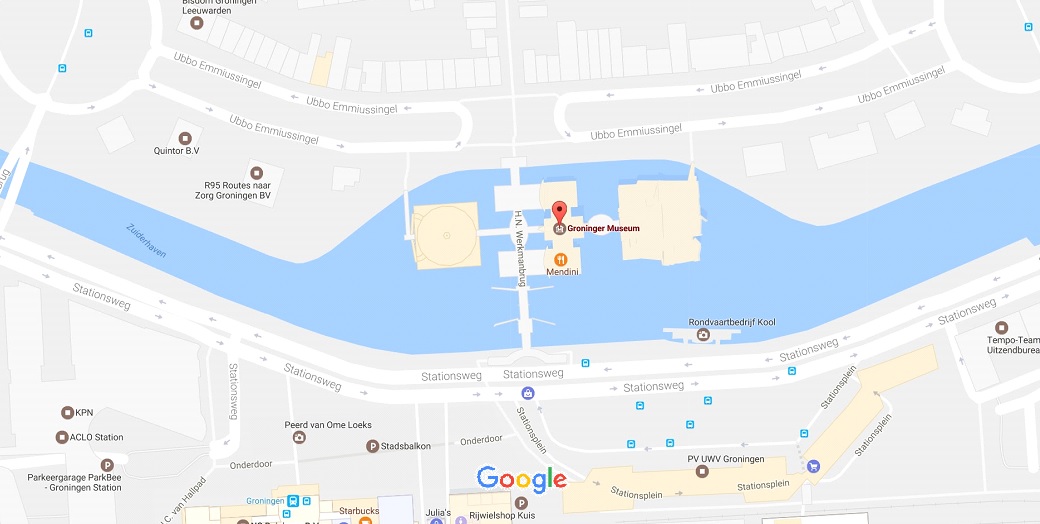 Bisdom Groningen
Leeuwarden
Ubbo Emmiussingel
Ubbo Emmiussingel
Ubbo Emmiussingel
Ubbo Emmiussingel
Ubbo Emmiussingel
Quintor B.V
R95 Routes naar
Zorg Groningen BV
Zuiderhaven
H.N. Werkmanbrug
Groninger Museum
Mendini
Rondvaartbedrijf Kool
Tempo-Team
Uitzendburea
Stationsweg
Stationsweg
Stationsweg
Stationsweg
Stationsweg
Stationsweg
Stationsweg
Stationsweg
Stationsplein
Stationsplein
Stationsplein
KPN
ACLO Station
Parkeergarage ParkBee
- Groningen Station
Peerd van Ome Loeks
Stadsbalkon
Onderdoor
Onderdoor
PV UWV Groningen
Google
Stationsplein
Stationsplein
J.C. van Hallpad
Groningen
Starbucks
Julia's
Rijwielshop Kuis